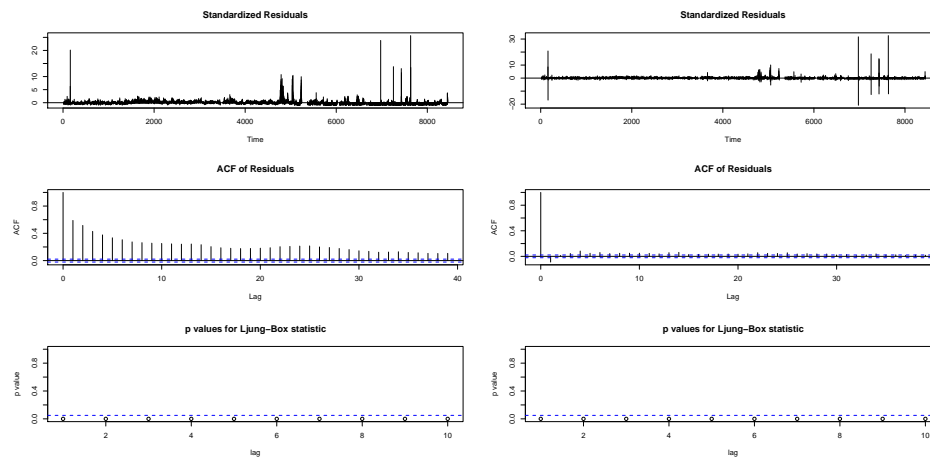 Standardized Residuals
0 5 10 20
0 2000 4000 6000 8000
Time
ACF of Residuals
ACF
0.0 0.4 0.8
0 10 20 30 40
Lag
p values for Ljung−Box statistic
p value
0.0 0.4 0.8
2 4 6 8 10
lag
Standardized Residuals
−20 0 10 30
0 2000 4000 6000 8000
Time
ACF of Residuals
ACF
0.0 0.4 0.8
0 10 20 30
Lag
p values for Ljung−Box statistic
p value
0.0 0.4 0.8
2 4 6 8 10
lag